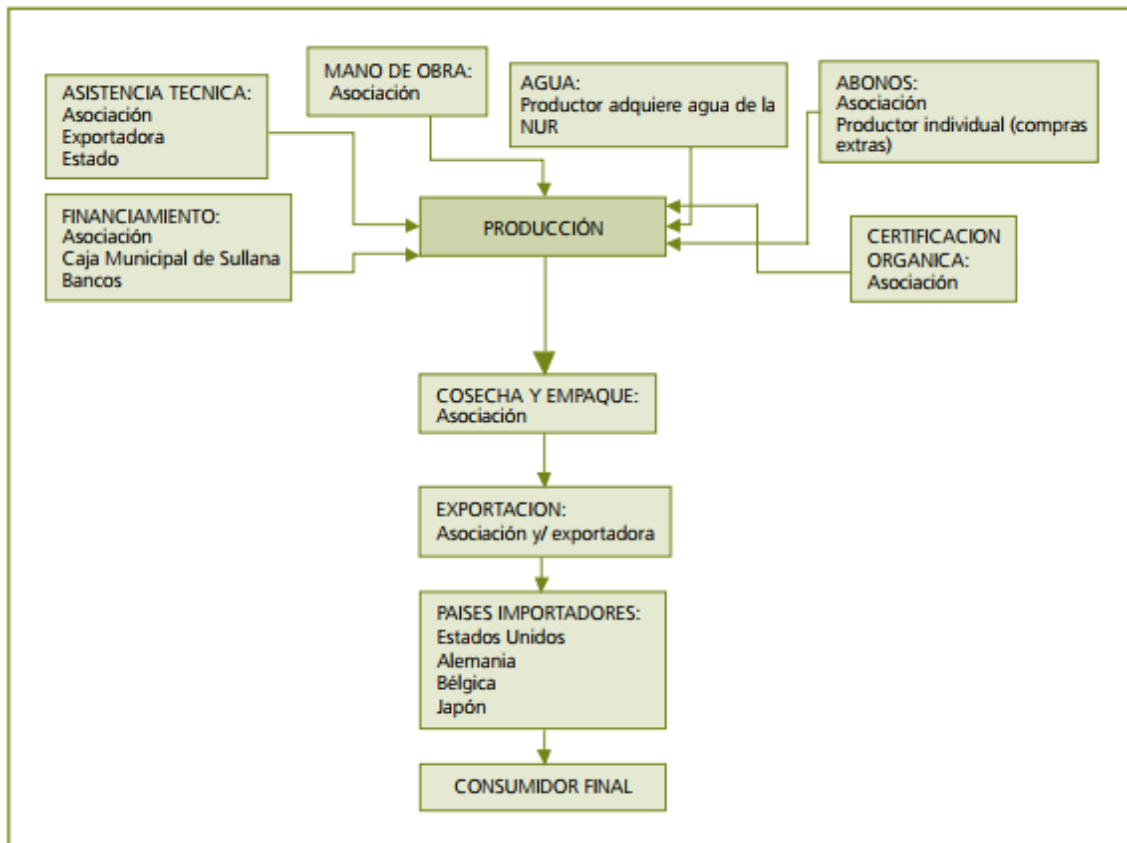 ASISTENCIA TECNICA:
Asociación
Exportadora
Estado
MANO DE OBRA:
Asociación
AGUA:
Productor adquiere agua de la
NUR
ABONOS:
Asociación
Productor individual (compras
extras)
FINANCIAMIENTO:
Asociación
Caja Municipal de Sullana
Bancos
PRODUCCIÓN
CERTIFICACION
ORGANICA:
Asociación
COSECHA Y EMPAQUE:
Asociación
EXPORTACION:
Asociación y/ exportadora
PAISES IMPORTADORES:
Estados Unidos
Alemania
Bélgica
Japón
CONSUMIDOR FINAL